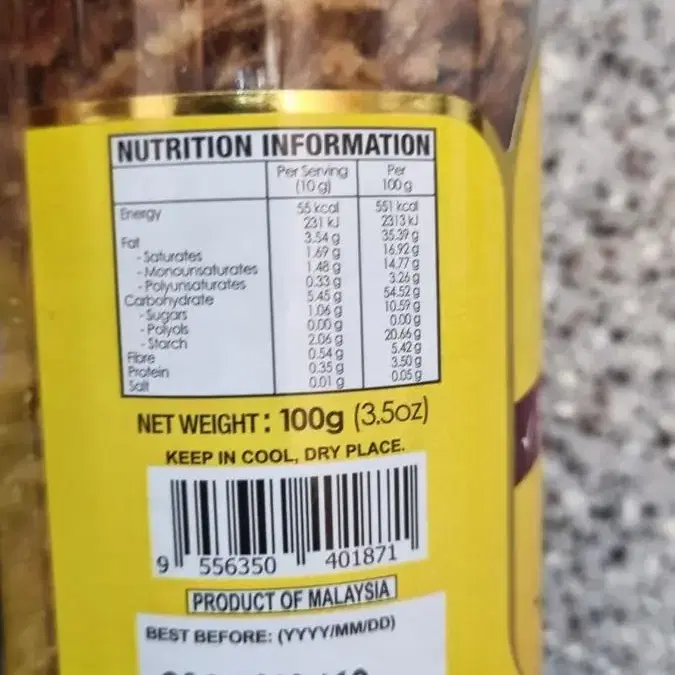 NUTRITION INFORMATION
Per Serving (10 g) Per 100 g
Energy 55 kcal 551 kcal
231 kJ 2313 kJ
Fat 3.54 g 35.39 g
- Saturates 1.69 g 16.92 g
- Monounsaturates 1.48 g 14.77 g
- Polyunsaturates 0.33 g 3.26 g
Carbohydrate 5.45 g 54.52 g
- Sugars 1.06 g 10.59 g
- Polyols 0.00 g 0.00 g
- Starch 2.06 g 20.66 g
Fibre 0.54 g 5.42 g
Protein 0.35 g 3.50 g
Salt 0.01 g 0.05 g
NET WEIGHT: 100g (3.5oz)
KEEP IN COOL, DRY PLACE.
9 556350 401871
PRODUCT OF MALAYSIA
BEST BEFORE: (YYYY/MM/DD)